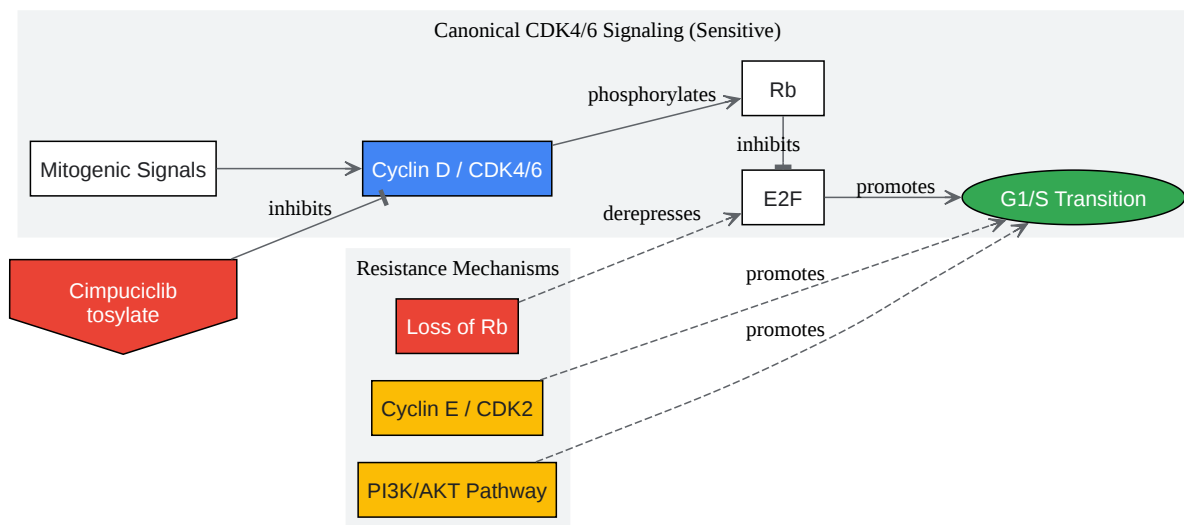 Canonical CDK4/6 Signaling (Sensitive)
Rb
phosphorylates
Mitogenic Signals
Cyclin D / CDK4/6
inhibits
E2F
promotes
G1/S Transition
inhibits
derepresses
Cimpuciclib
tosylate
Resistance Mechanisms
Loss of Rb
promotes
Cyclin E / CDK2
promotes
PI3K/AKT Pathway